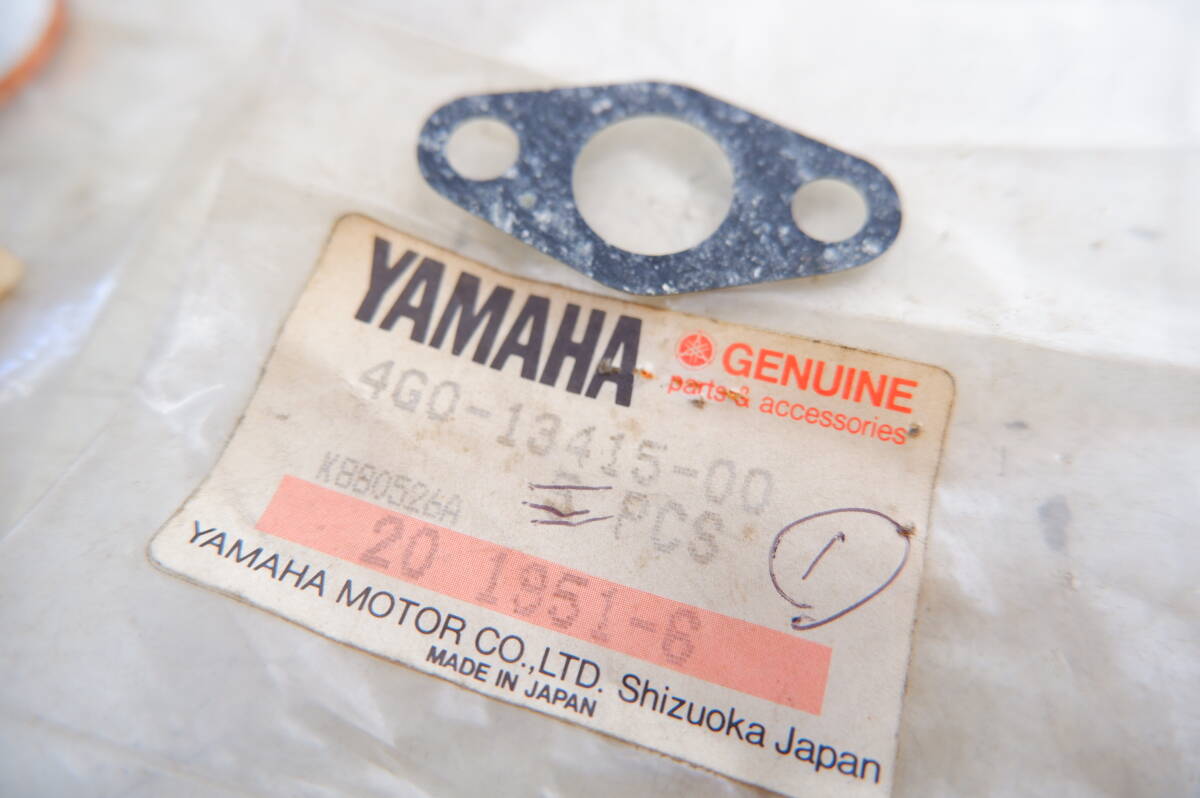 YAMAHA
GENUINE
parts & accessories
4G0-13415-00
KBB0526A
PCS
1
20 1951-6
YAMAHA MOTOR CO.,LTD. Shizuoka Japan
MADE IN JAPAN